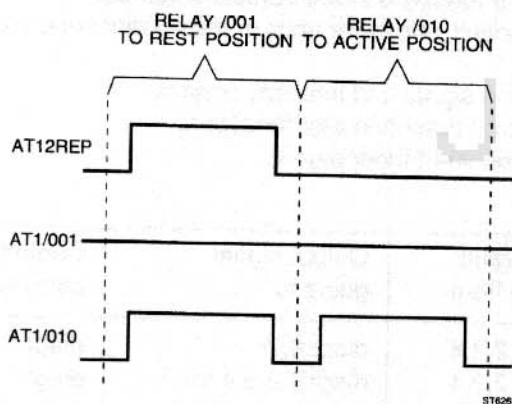 RELAY /001
TO REST POSITION
RELAY /010
TO ACTIVE POSITION
AT12REP
AT1/001
AT1/010
ST626